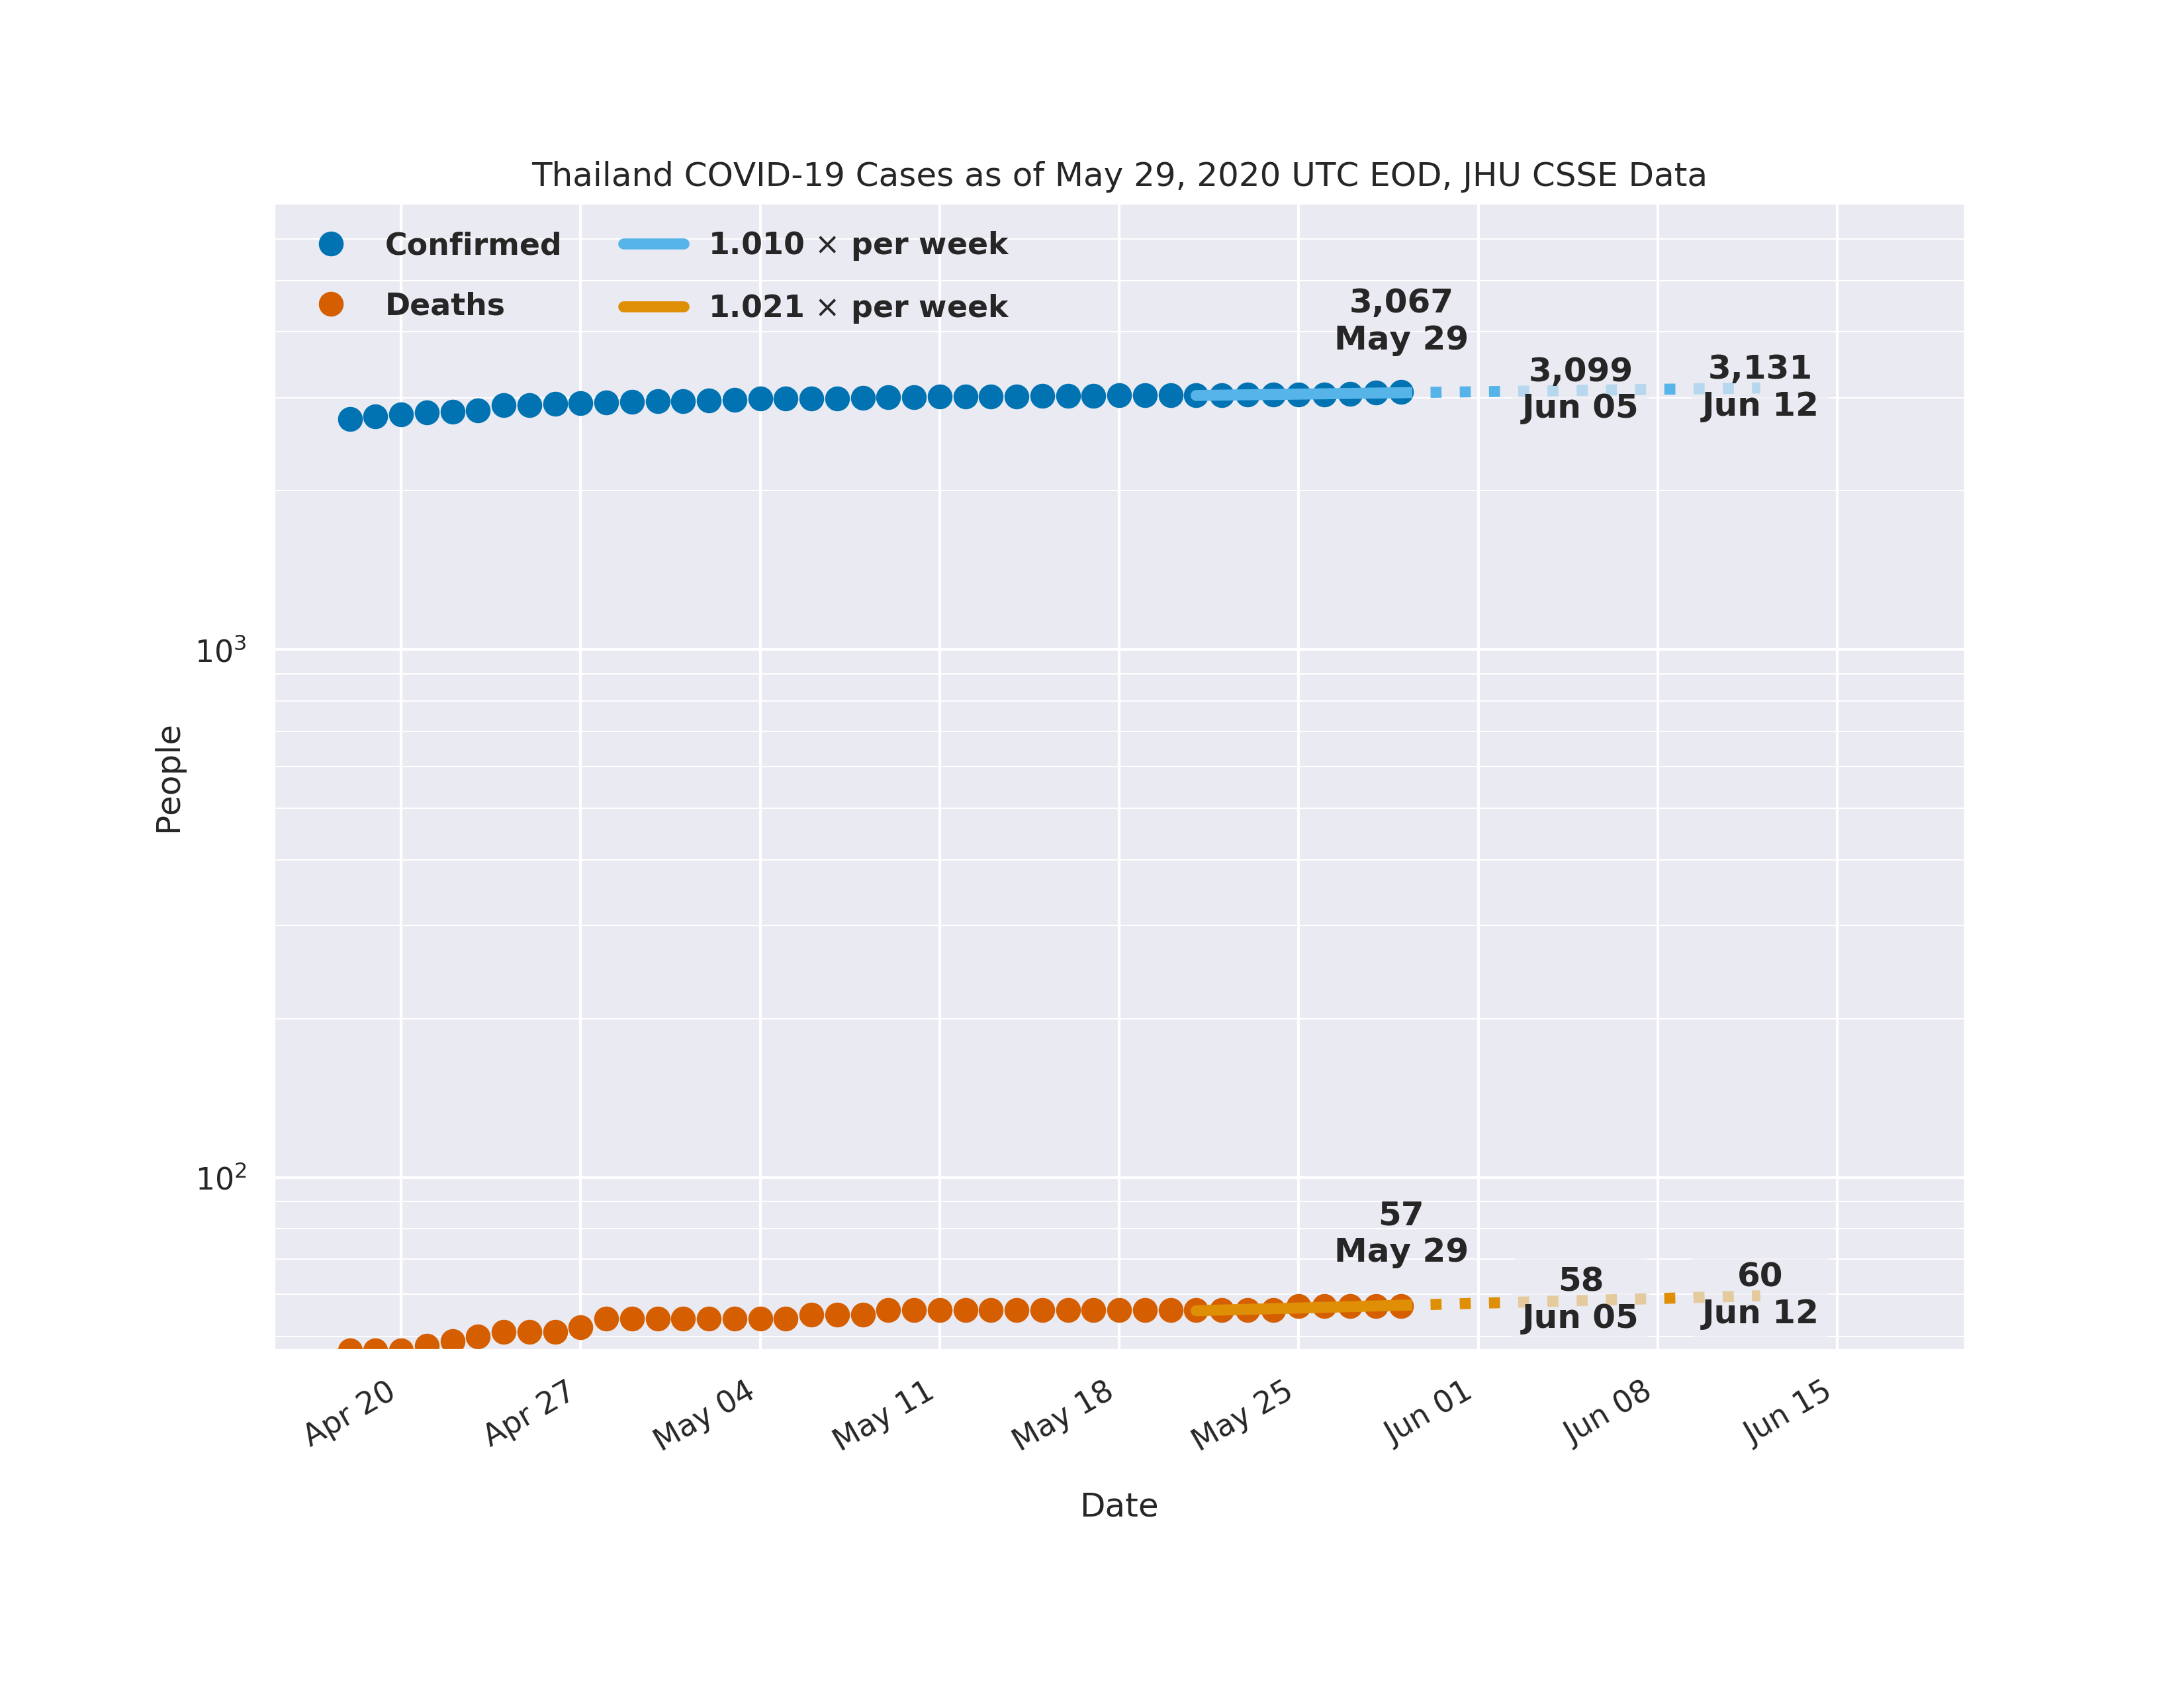 Thailand COVID-19 Cases as of May 29, 2020 UTC EOD, JHU CSSE Data
Confirmed
Deaths
1.010 × per week
1.021 × per week
3,067
May 29
3,099
Jun 05
3,131
Jun 12
10³
10²
People
57
May 29
58
Jun 05
60
Jun 12
Apr 20
Apr 27
May 04
May 11
May 18
May 25
Jun 01
Jun 08
Jun 15
Date